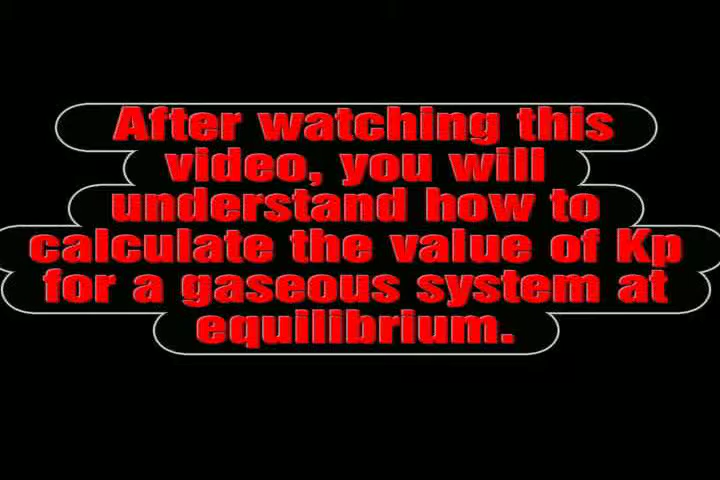 After watching this
video, you will
understand how to
calculate the value of Kp
for a gaseous system at
equilibrium.